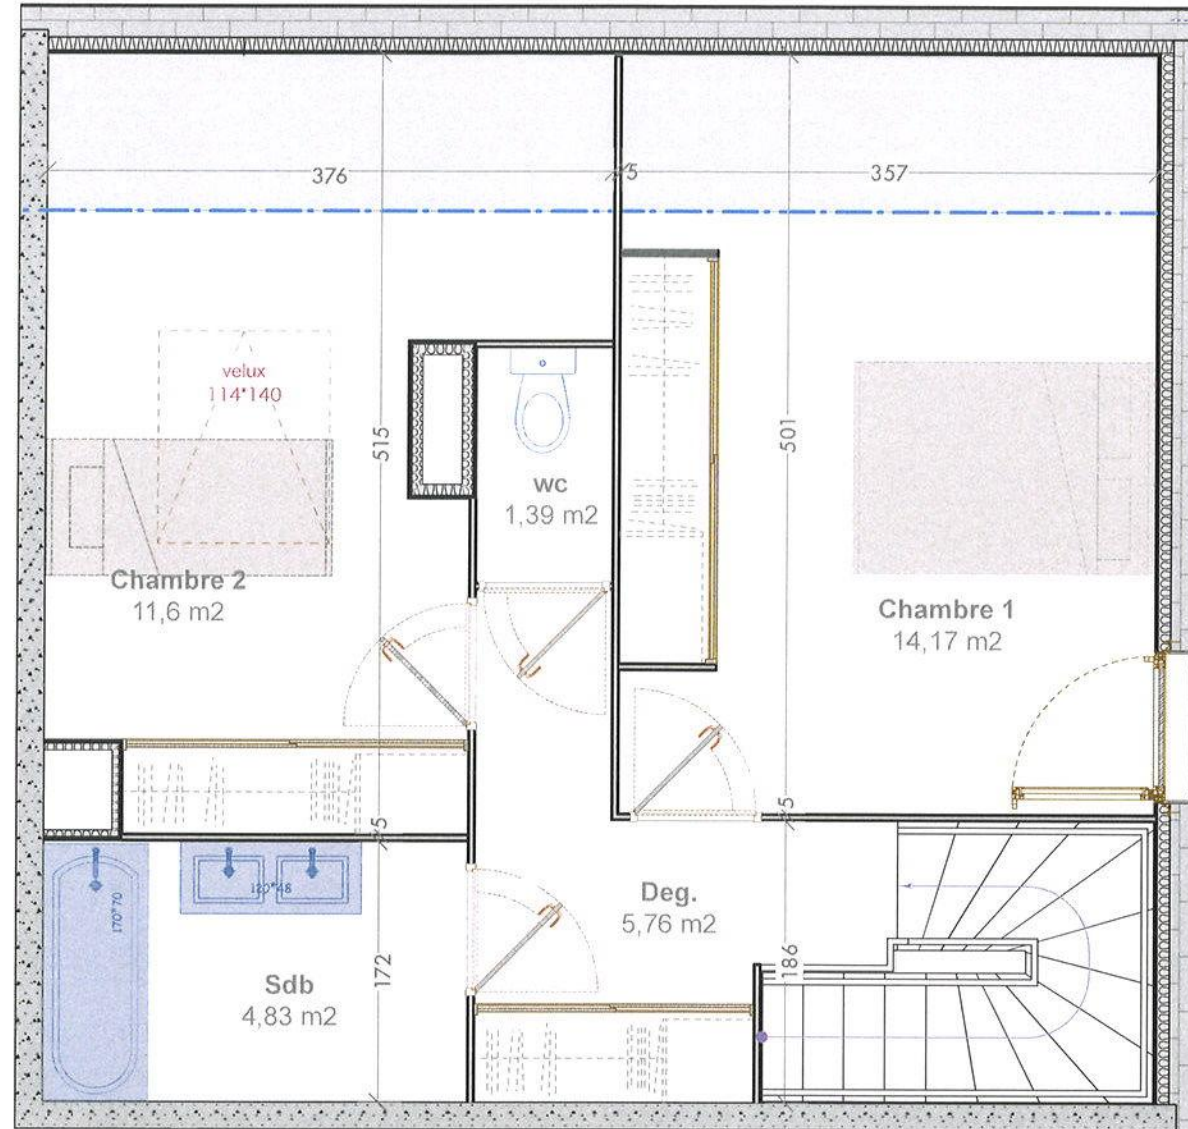 376
5
357
velux
114*140
515
501
wc
1,39 m2
Chambre 2
11,6 m2
Chambre 1
14,17 m2
5
5
120*48
170*70
Deg.
5,76 m2
172
186
Sdb
4,83 m2